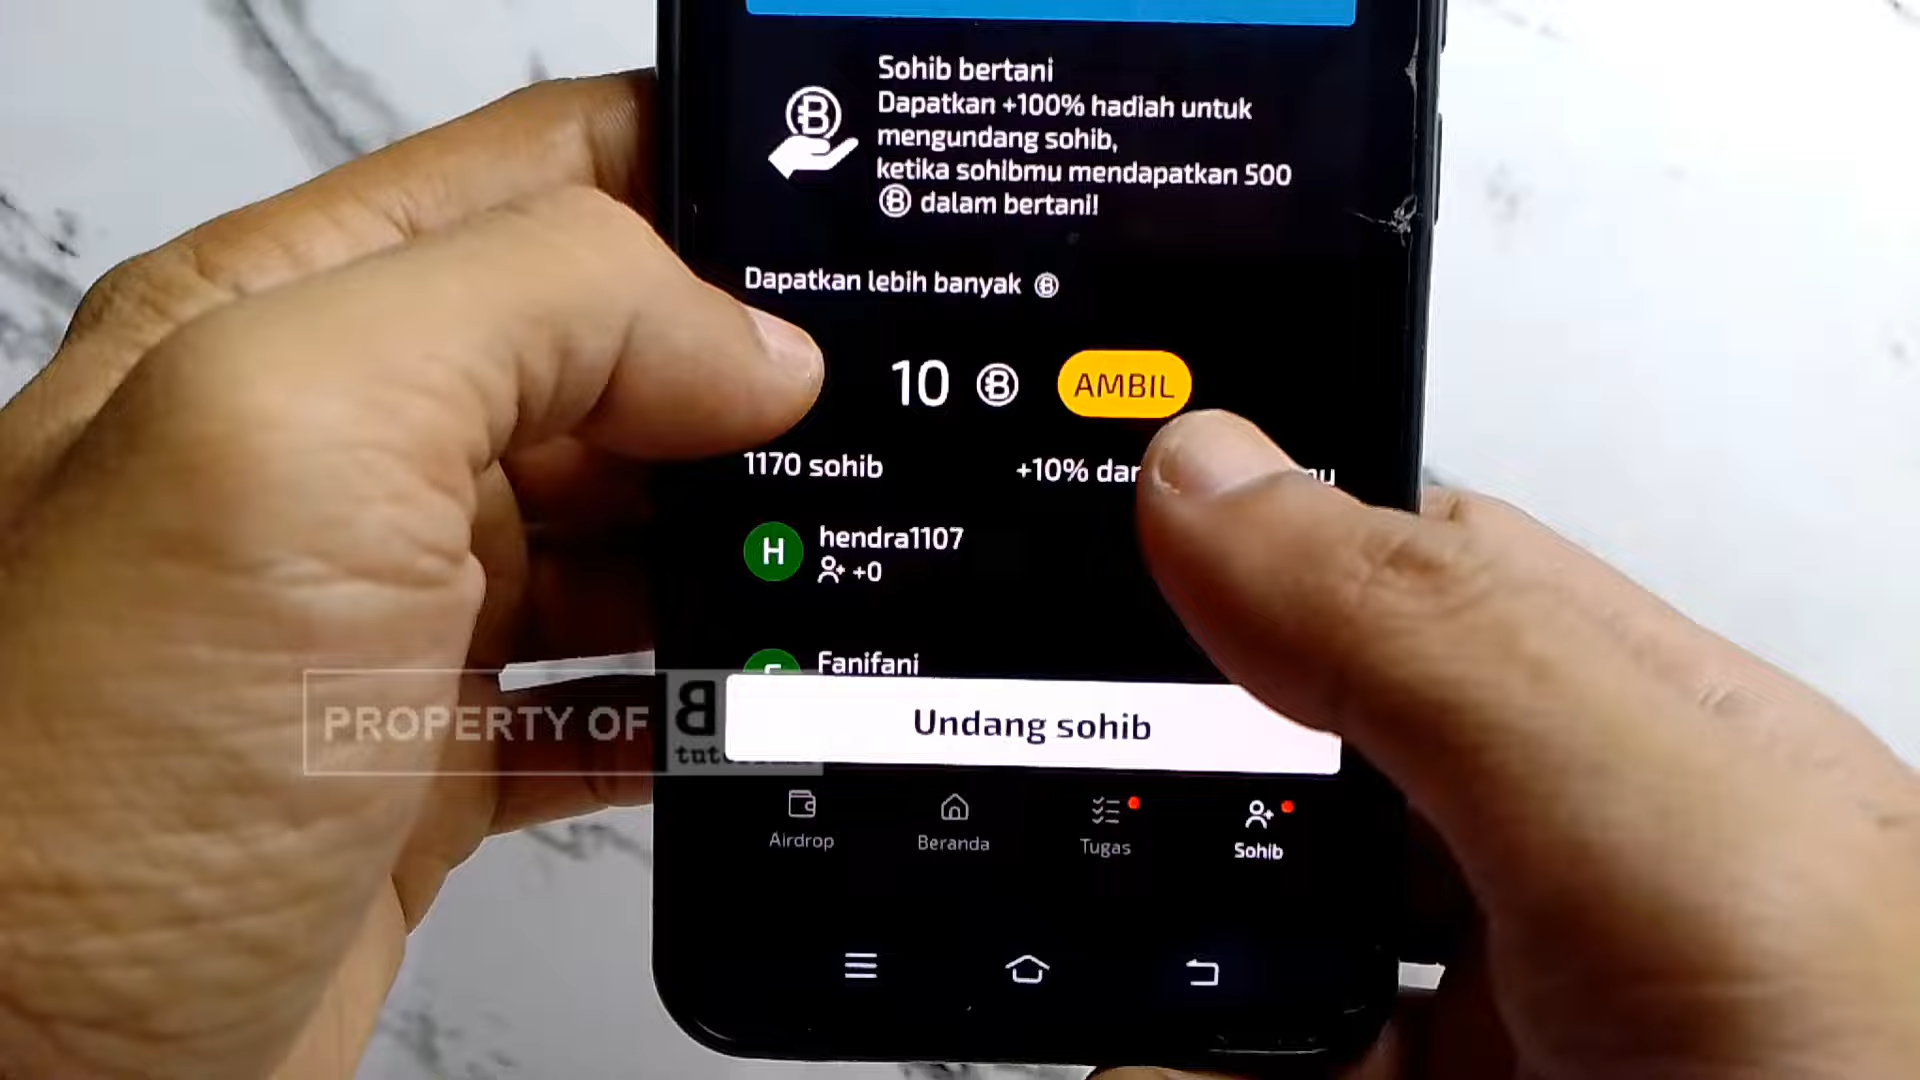 Sohib bertani
Dapatkan +100% hadiah untuk
mengundang sohib,
ketika sohibmu mendapatkan 500
dalam bertani!
Dapatkan lebih banyak
10
AMBIL
1170 sohib
+10% dar
H
hendra1107
+0
Fanifani
PROPERTY OF
Undang sohib
Airdrop
Beranda
Tugas
Sohib